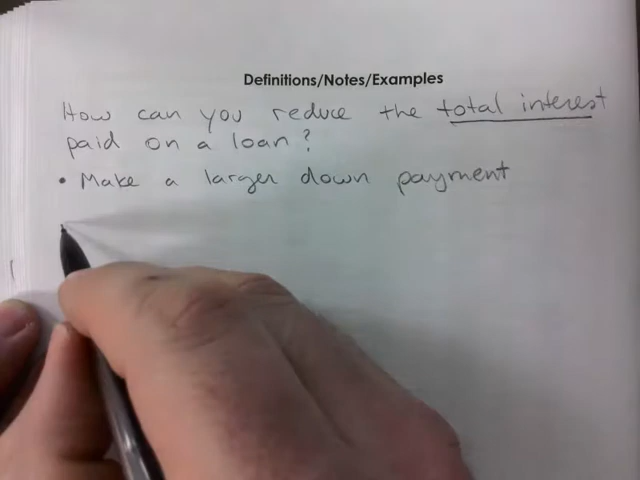 Definitions/Notes/Examples
How can you reduce the total interest
paid on a loan?
• Make a larger down payment